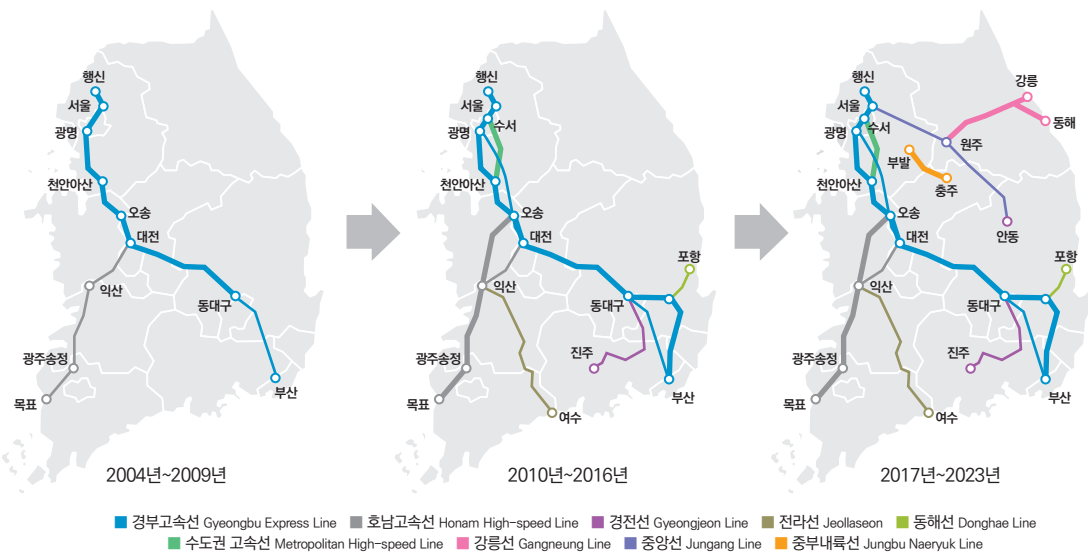 행신
서울
광명
천안아산
오송
대전
익산
동대구
광주송정
목포
부산
2004년~2009년
행신
서울
수서
광명
천안아산
오송
대전
포항
익산
동대구
진주
광주송정
부산
목포
여수
2010년~2016년
강릉
행신
서울
동해
수서
광명
원주
부발
천안아산
충주
오송
안동
대전
포항
익산
동대구
진주
광주송정
부산
목포
여수
2017년~2023년
경부고속선 Gyeongbu Express Line 호남고속선 Honam High-speed Line 경전선 Gyeongjeon Line 전라선 Jeollaseon 동해선 Donghae Line
수도권 고속선 Metropolitan High-speed Line 강릉선 Gangneung Line 중앙선 Jungang Line 중부내륙선 Jungbu Naeryuk Line